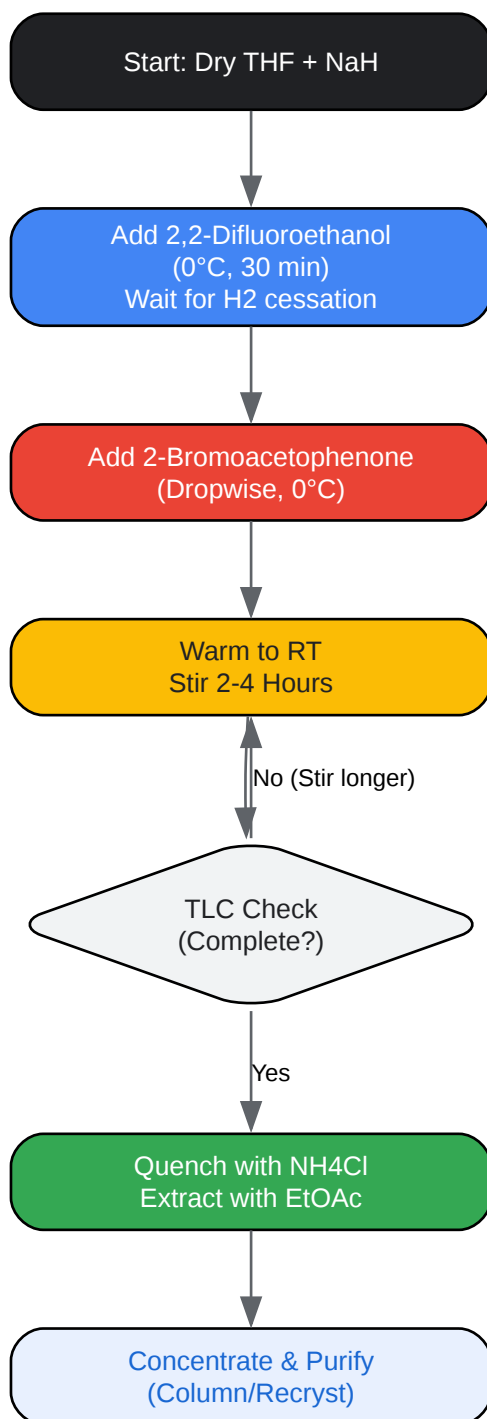 Start: Dry THF + NaH
Add 2,2-Difluoroethanol
(0°C, 30 min)
Wait for H2 cessation
Add 2-Bromoacetophenone
(Dropwise, 0°C)
Warm to RT
Stir 2-4 Hours
No (Stir longer)
TLC Check
(Complete?)
Yes
Quench with NH4Cl
Extract with EtOAc
Concentrate & Purify
(Column/Recryst)